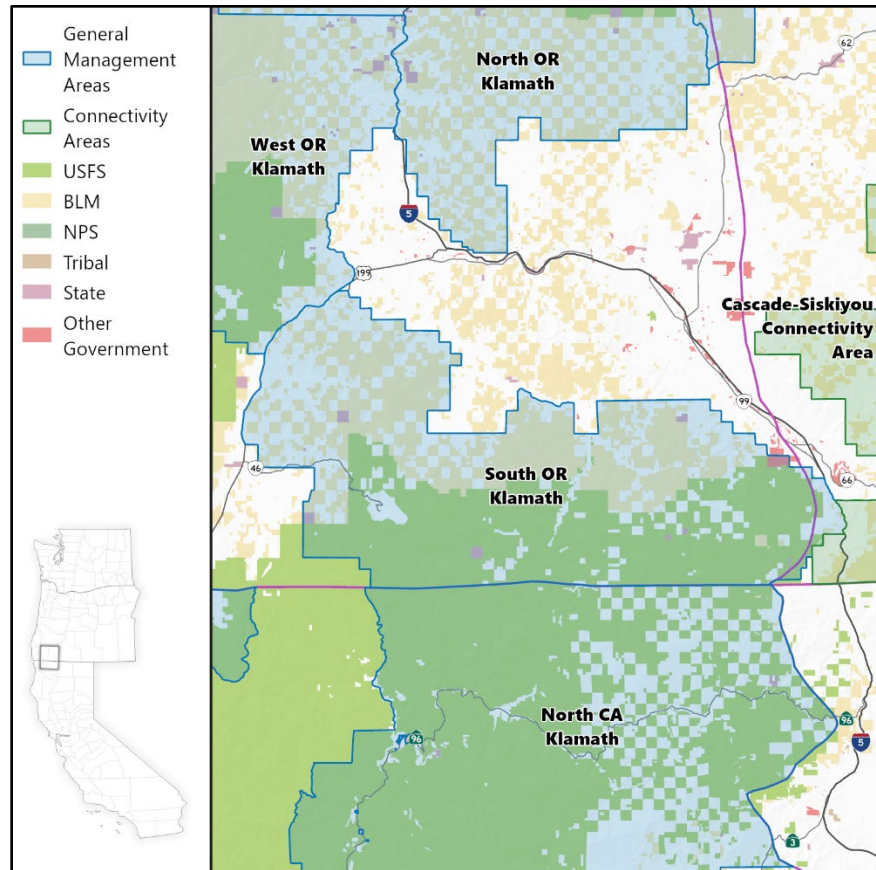 General
Management
Areas
Connectivity
Areas
USFS
BLM
NPS
Tribal
State
Other
Government
62
North OR
Klamath
West OR
Klamath
5
199
Cascade-Siskiyou
Connectivity
Area
99
46
South OR
Klamath
66
North CA
Klamath
96
96
5
3